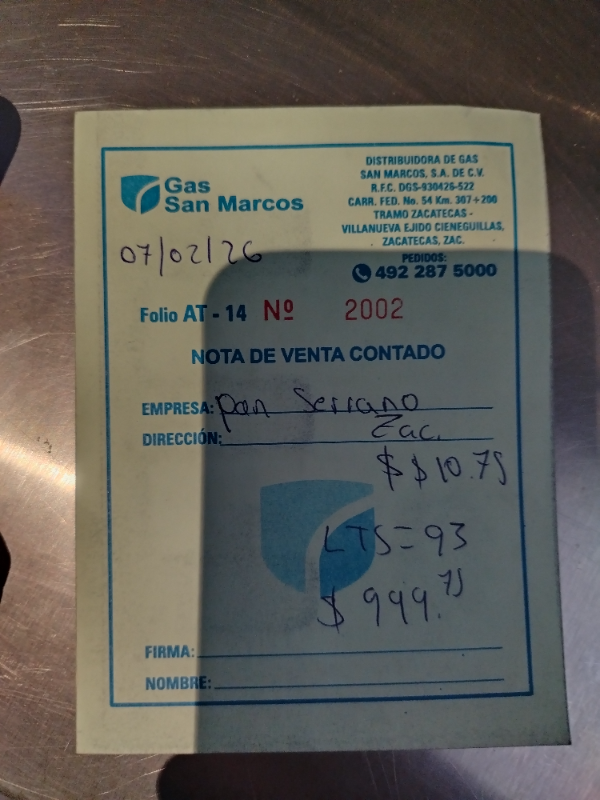 Gas
San Marcos
DISTRIBUIDORA DE GAS
SAN MARCOS, S.A. DE C.V.
R.F.C. DGS-930426-522
CARR. FED. No. 54 Km. 307+200
TRAMO ZACATECAS -
VILLANUEVA EJIDO CIENEGUILLAS,
ZACATECAS, ZAC.
PEDIDOS:
492 287 5000
07/02/26
Folio AT - 14 Nº 2002
NOTA DE VENTA CONTADO
EMPRESA: Pan Serrano
DIRECCIÓN: Zac.
$ $10.75
LTS=93
$ 999.75
FIRMA:
NOMBRE: